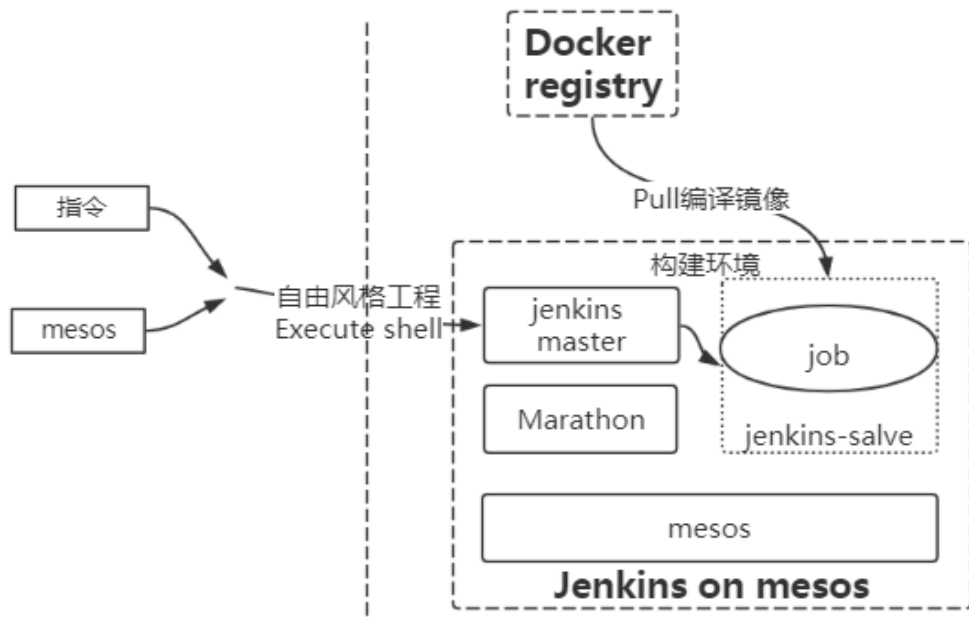 Docker
registry
指令
Pull编译镜像
构建环境
自由风格工程
Execute shell
mesos
jenkins
master
job
Marathon
jenkins-salve
mesos
Jenkins on mesos